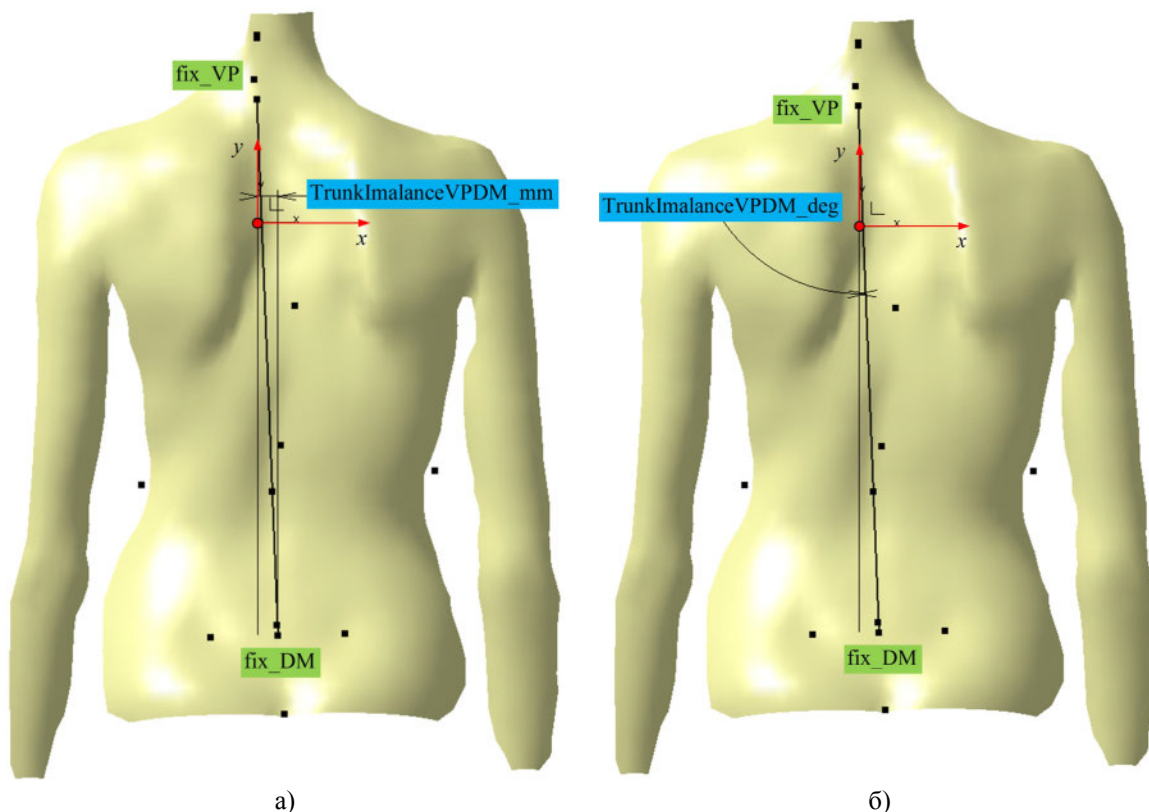 fix_VP
y
TrunkImalanceVPDM_mm
x
x
fix_DM
а)
fix_VP
y
TrunkImalanceVPDM_deg
x
x
fix_DM
б)